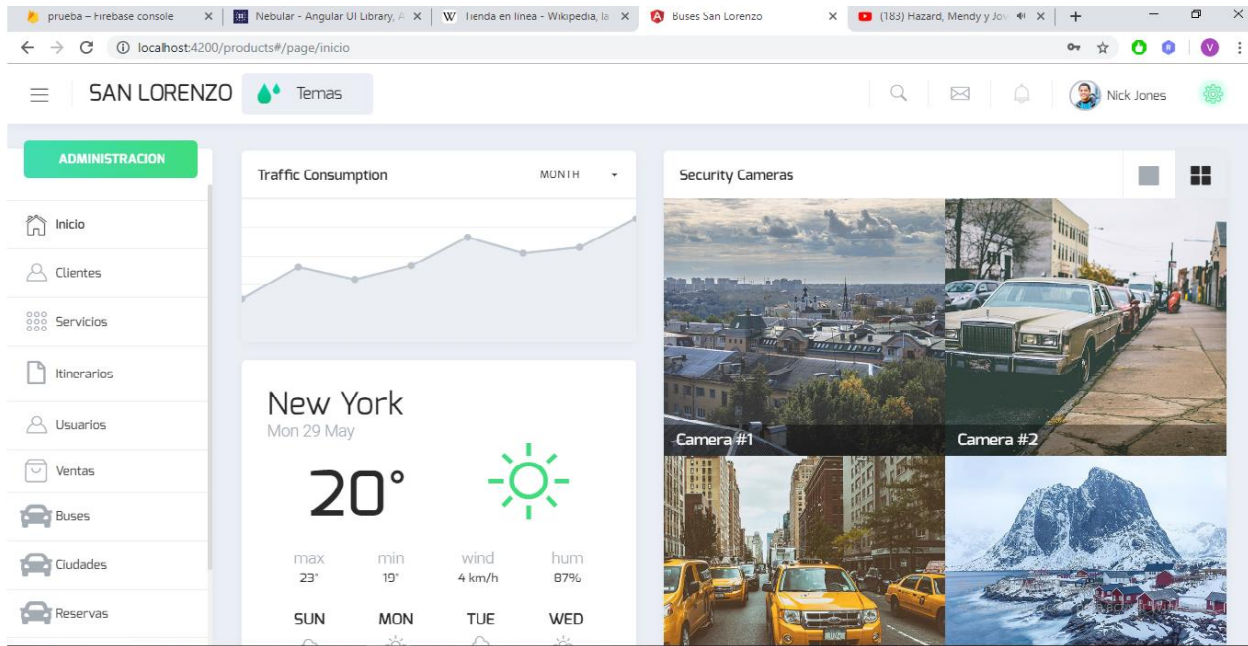 prueba – Firebase console
Nebular - Angular UI Library, A
Tienda en línea - Wikipedia, la
Buses San Lorenzo
(183) Hazard, Mendy y Jov
localhost:4200/products#/page/inicio
SAN LORENZO
Temas
Nick Jones
ADMINISTRACION
Inicio
Clientes
Servicios
Itinerarios
Usuarios
Ventas
Buses
Ciudades
Reservas
Traffic Consumption
MONTH
New York
Mon 29 May
20°
max min wind hum
23° 19° 4 km/h 87%
SUN MON TUE WED
Security Cameras
Camera #1
Camera #2